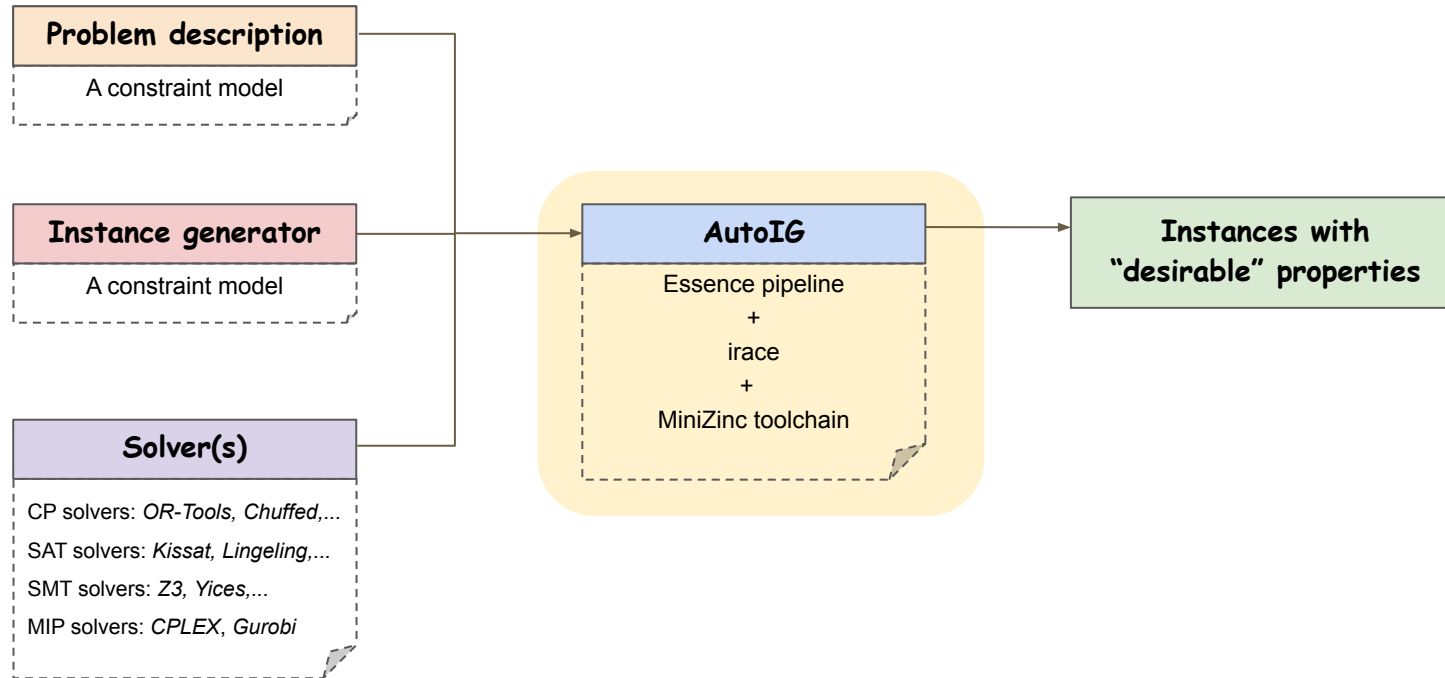 Problem description
A constraint model
Instance generator
A constraint model
Solver(s)
CP solvers: OR-Tools, Chuffed,...
SAT solvers: Kissat, Lingeling,...
SMT solvers: Z3, Yices,...
MIP solvers: CPLEX, Gurobi
AutoIG
Essence pipeline
+
irace
+
MiniZinc toolchain
Instances with
“desirable” properties